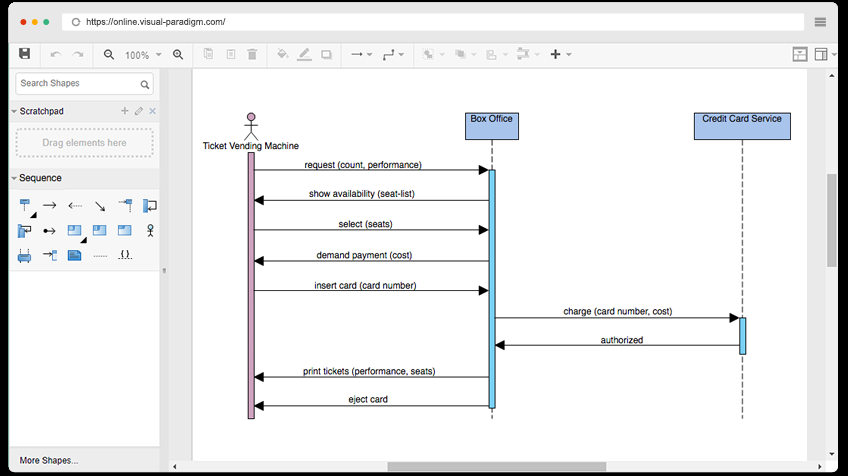 https://online.visual-paradigm.com/
100%
Search Shapes
Scratchpad
Drag elements here
Sequence
More Shapes...
Ticket Vending Machine
Box Office
Credit Card Service
request (count, performance)
show availability (seat-list)
select (seats)
demand payment (cost)
insert card (card number)
charge (card number, cost)
authorized
print tickets (performance, seats)
eject card